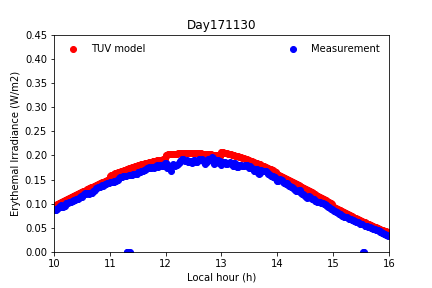 Day171130
TUV model
Measurement
Erythemal Irradiance (W/m2)
0.45
0.40
0.35
0.30
0.25
0.20
0.15
0.10
0.05
0.00
10 11 12 13 14 15 16
Local hour (h)